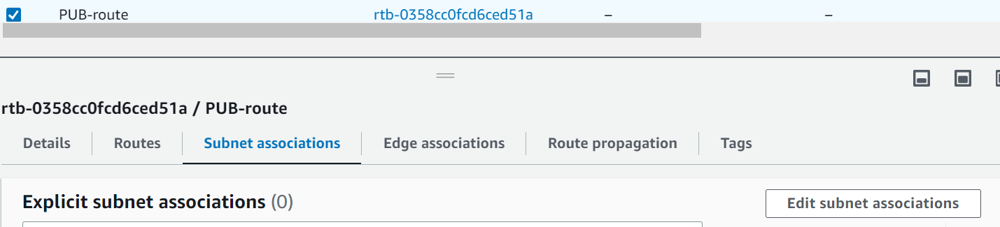 PUB-route rtb-0358cc0fcd6ced51a – –
rtb-0358cc0fcd6ced51a / PUB-route
Details Routes Subnet associations Edge associations Route propagation Tags
Explicit subnet associations (0) Edit subnet associations